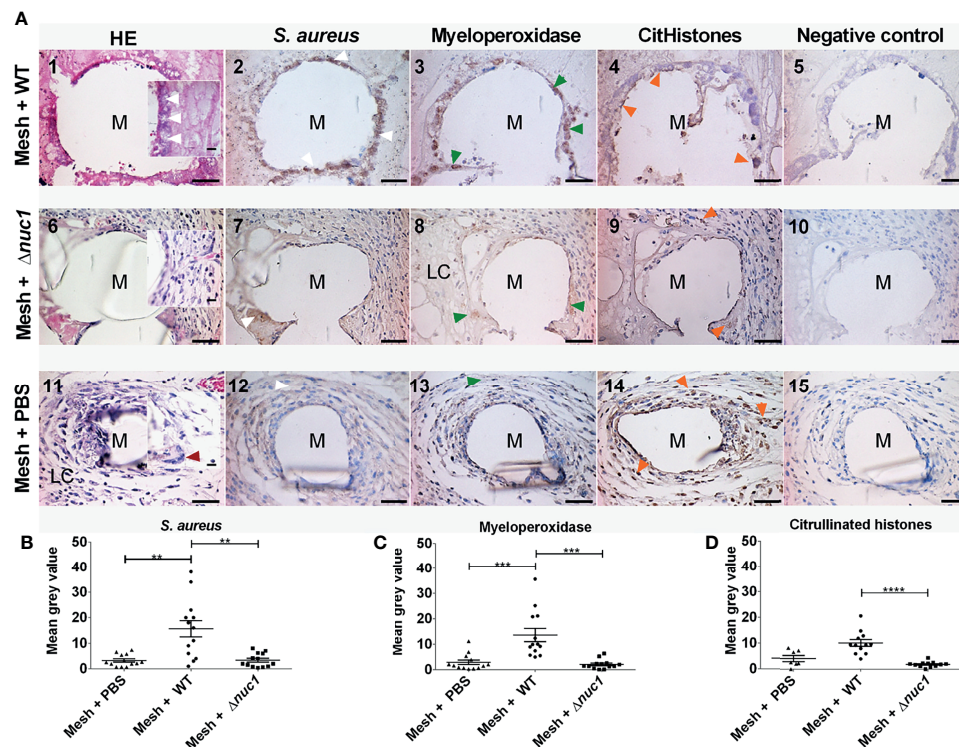 A
HE
S. aureus
Myeloperoxidase
CitHistones
Negative control
Mesh + WT
1
M
2
M
3
M
4
M
5
M
Mesh + Δnuc1
6
M
7
M
8
LC
M
9
M
10
M
Mesh + PBS
11
M
LC
12
M
13
M
14
M
15
M
B
S. aureus
Mean grey value
50
40
30
20
10
0
**
**
Mesh + PBS
Mesh + WT
Mesh + Δnuc1
C
Myeloperoxidase
Mean grey value
50
40
30
20
10
0
***
***
Mesh + PBS
Mesh + WT
Mesh + Δnuc1
D
Citrullinated histones
Mean grey value
50
40
30
20
10
0
****
Mesh + PBS
Mesh + WT
Mesh + Δnuc1